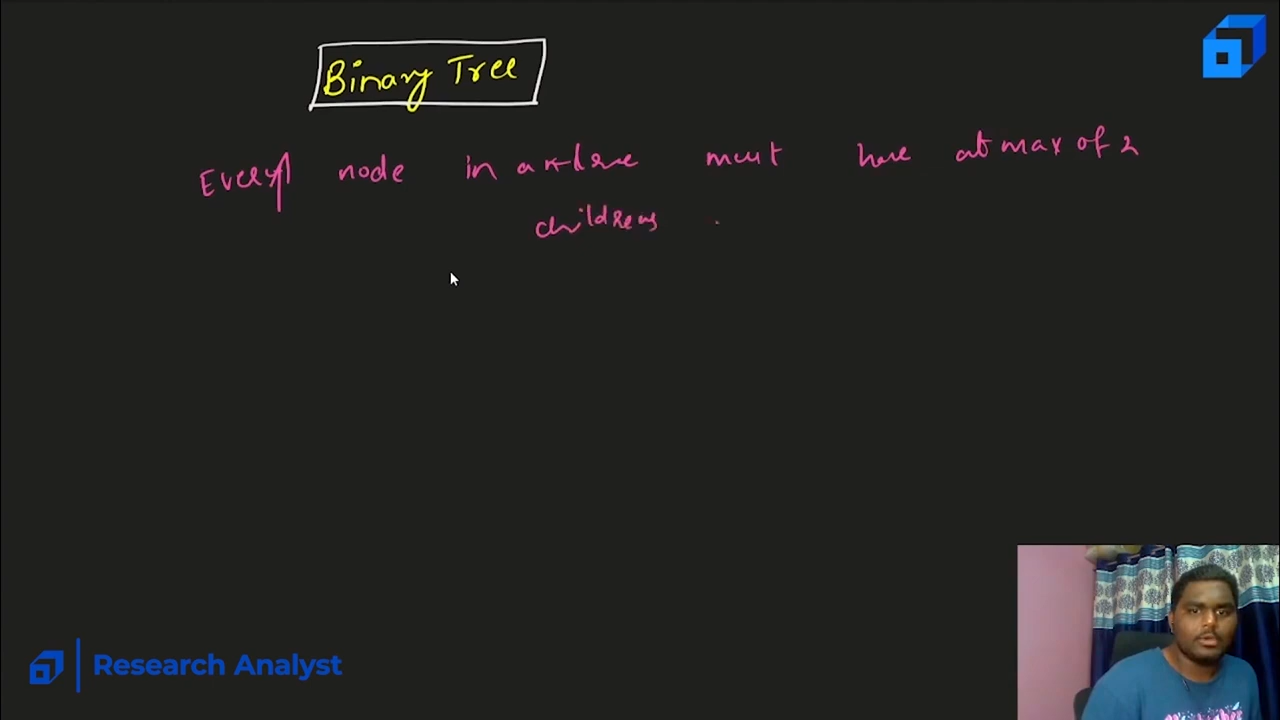 Binary Tree
Every node in a tree must have at max of 2
childrens .
Research Analyst